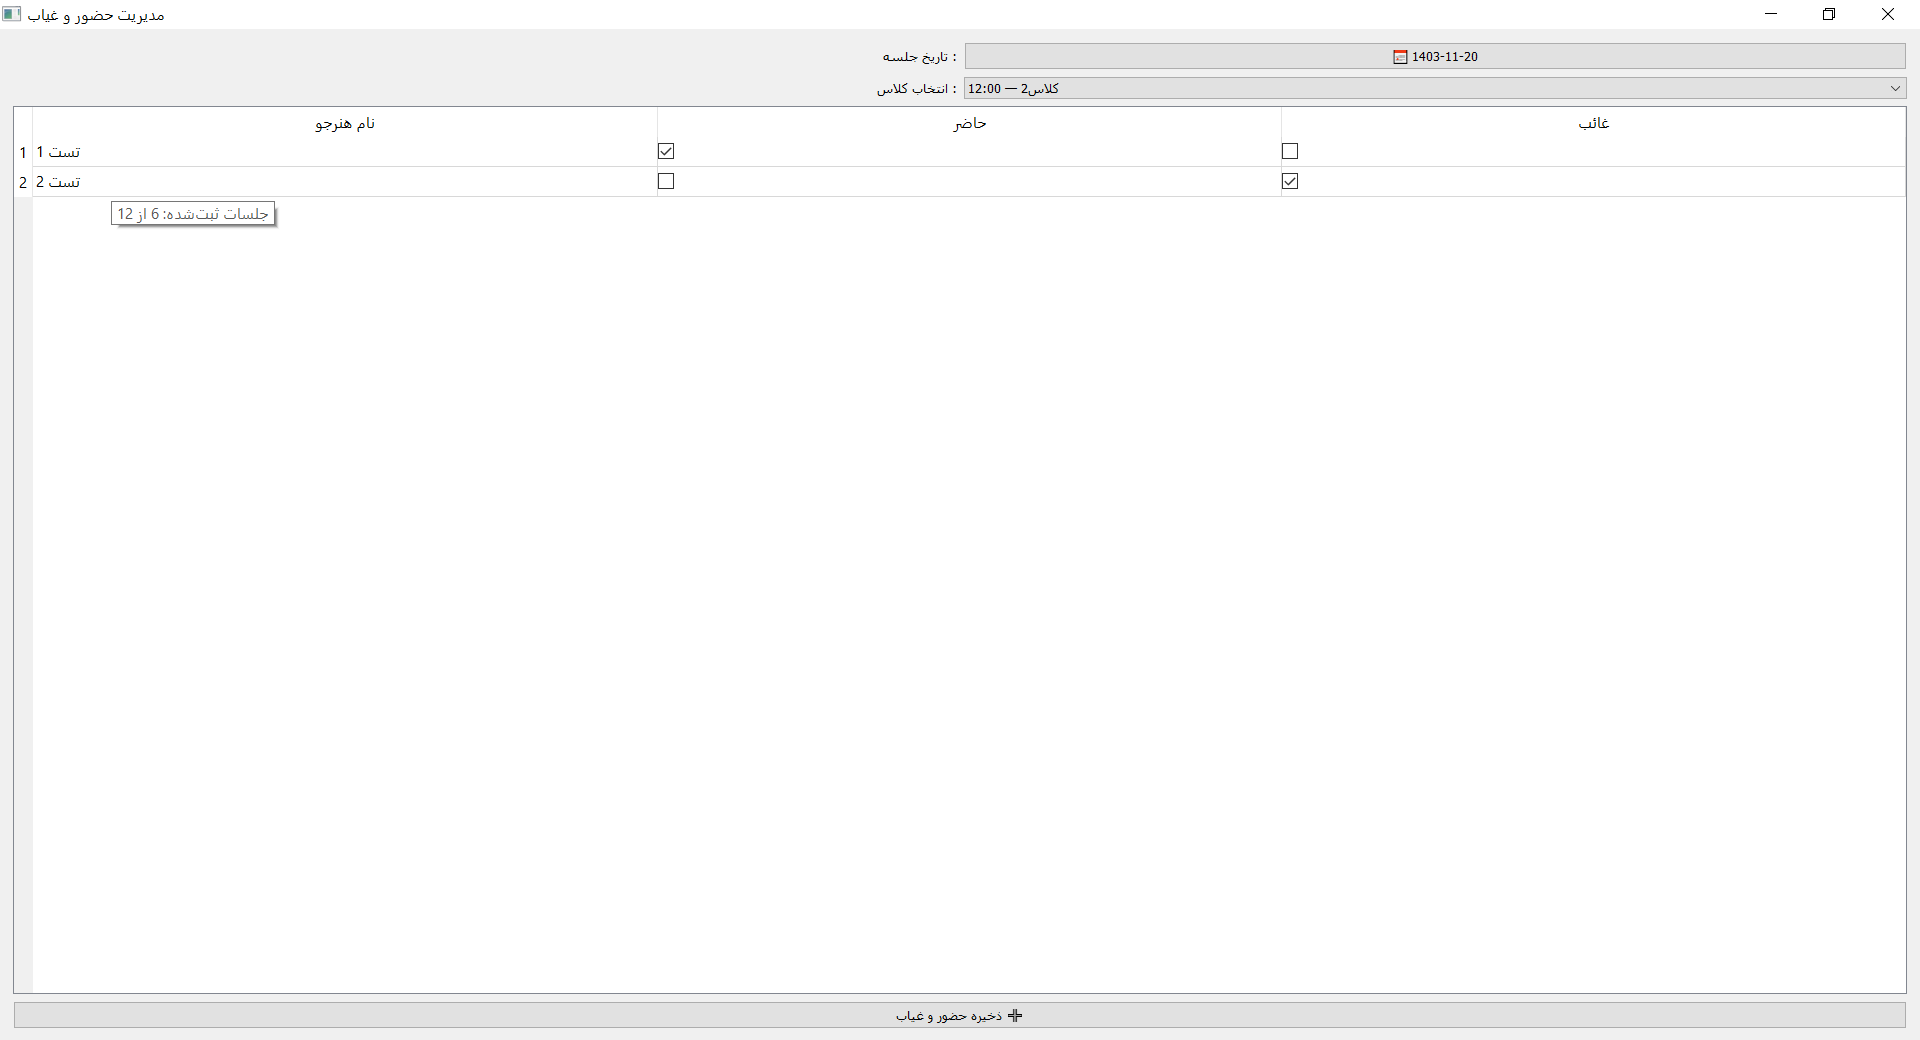 مدیریت حضور و غیاب
تاریخ جلسه :
1403-11-20
انتخاب کلاس :
کلاس2 — 12:00
نام هنرجو
حاضر
غائب
1
تست 1
2
تست 2
جلسات ثبت‌شده: 6 از 12
ذخیره حضور و غیاب